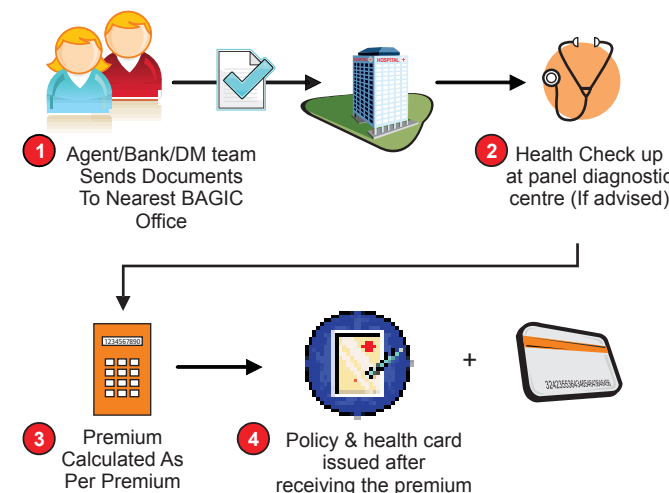 HOSPITAL +
1
Agent/Bank/DM team
Sends Documents
To Nearest BAGIC
Office
2
Health Check up
at panel diagnostic
centre (If advised)
1234567890
+
3
Premium
Calculated As
Per Premium
4
Policy & health card
issued after
receiving the premium